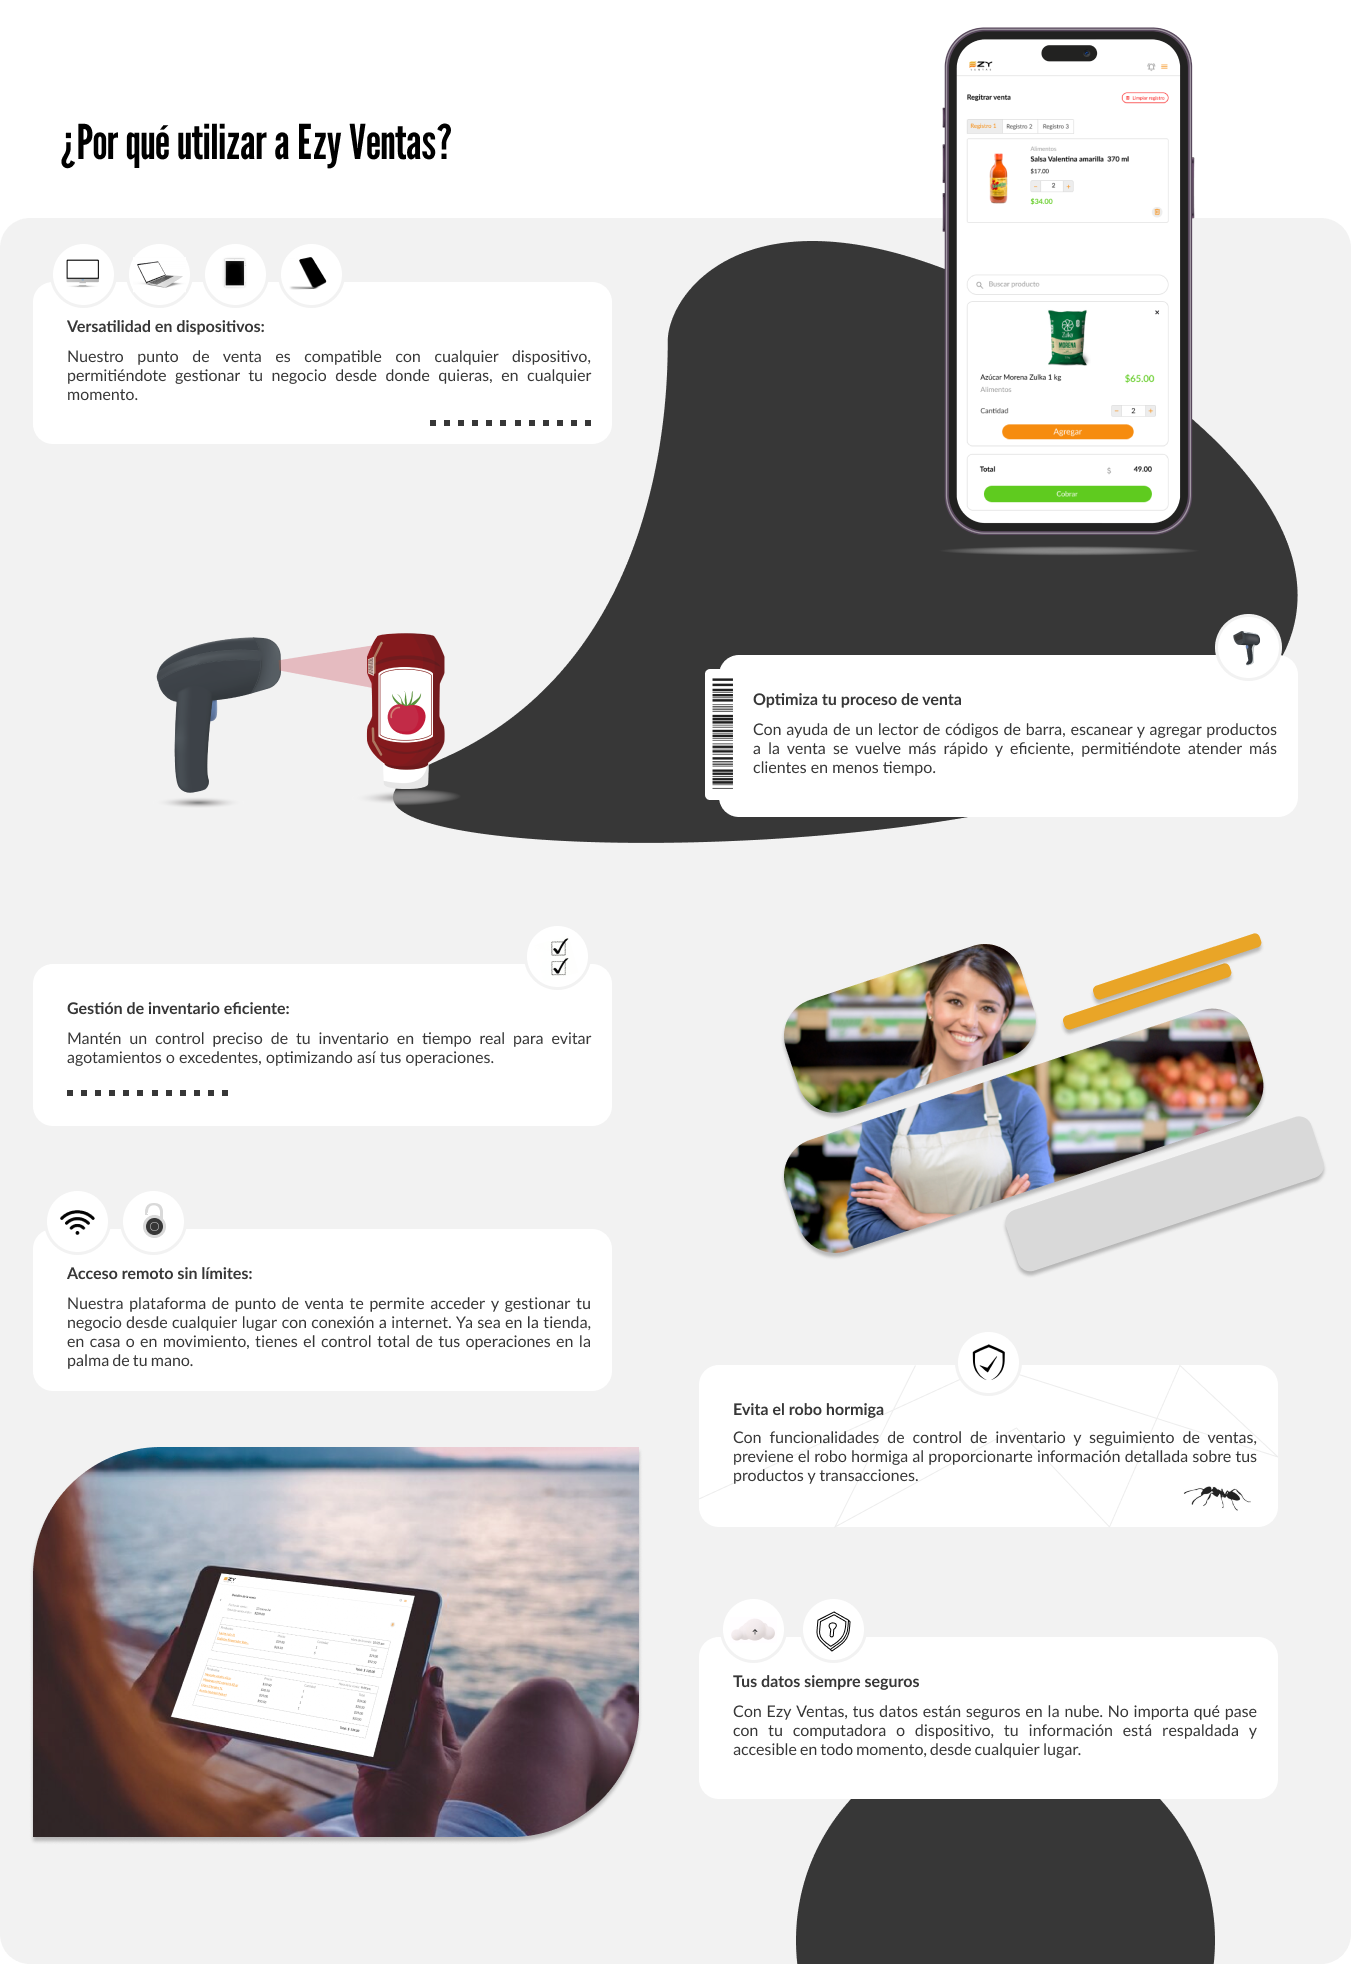 ¿Por qué utilizar a Ezy Ventas?
EZY
VENTAS
Regitrar venta
Limpiar registro
Registro 1
Registro 2
Registro 3
Alimentos
Salsa Valentina amarilla 370 ml
$17.00
- 2 +
$34.00
Buscar producto
Zulka
MORENA
Azúcar Morena Zulka 1 kg
$65.00
Alimentos
Cantidad
- 2 +
Agregar
Total
$ 49.00
Cobrar
Versatilidad en dispositivos:
Nuestro punto de venta es compatible con cualquier dispositivo,
permitiéndote gestionar tu negocio desde donde quieras, en cualquier
momento.
Optimiza tu proceso de venta
Con ayuda de un lector de códigos de barra, escanear y agregar productos
a la venta se vuelve más rápido y eficiente, permitiéndote atender más
clientes en menos tiempo.
Gestión de inventario eficiente:
Mantén un control preciso de tu inventario en tiempo real para evitar
agotamientos o excedentes, optimizando así tus operaciones.
Acceso remoto sin límites:
Nuestra plataforma de punto de venta te permite acceder y gestionar tu
negocio desde cualquier lugar con conexión a internet. Ya sea en la tienda,
en casa o en movimiento, tienes el control total de tus operaciones en la
palma de tu mano.
Evita el robo hormiga
Con funcionalidades de control de inventario y seguimiento de ventas,
previene el robo hormiga al proporcionarte información detallada sobre tus
productos y transacciones.
EZY
Tus datos siempre seguros
Con Ezy Ventas, tus datos están seguros en la nube. No importa qué pase
con tu computadora o dispositivo, tu información está respaldada y
accesible en todo momento, desde cualquier lugar.